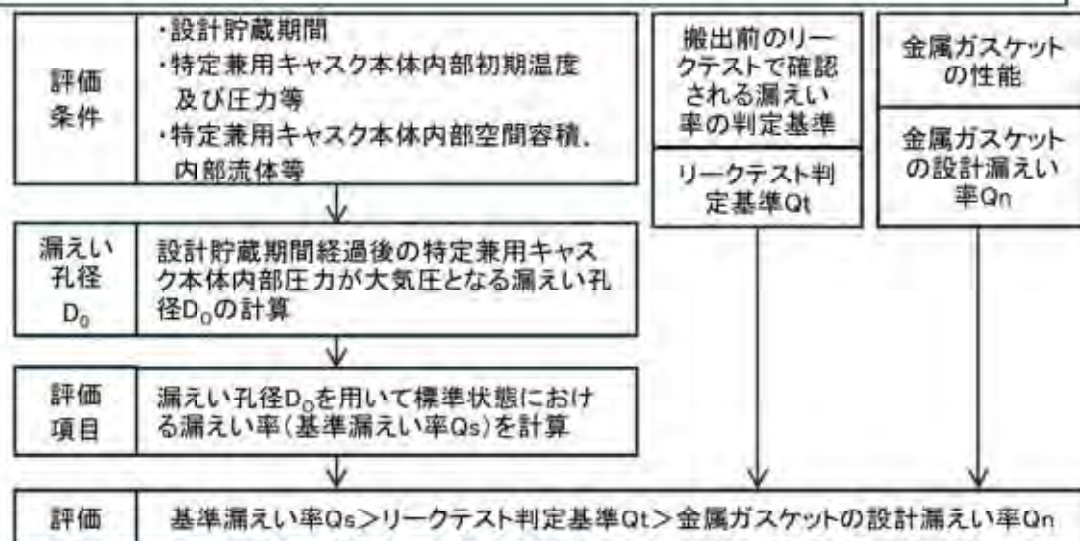 評価
条件
・設計貯蔵期間
・特定兼用キャスク本体内部初期温度
及び圧力等
・特定兼用キャスク本体内部空間容積，
内部流体等
搬出前のリー
クテストで確認
される漏えい
率の判定基準
リークテスト判
定基準Qt
金属ガスケット
の性能
金属ガスケット
の設計漏えい
率Qn
漏えい
孔径
D₀
設計貯蔵期間経過後の特定兼用キャス
ク本体内部圧力が大気圧となる漏えい孔
径D₀の計算
評価
項目
漏えい孔径D₀を用いて標準状態におけ
る漏えい率(基準漏えい率Qs)を計算
評価
基準漏えい率Qs＞リークテスト判定基準Qt＞金属ガスケットの設計漏えい率Qn